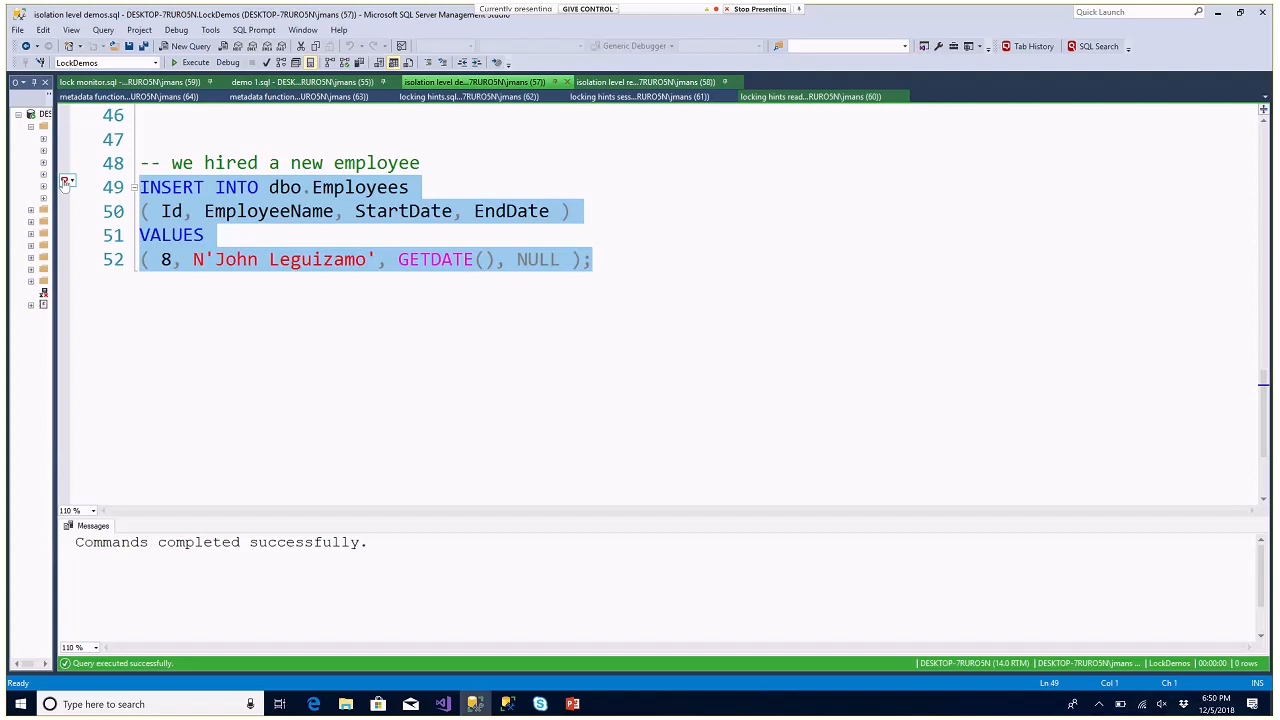 Currently presenting
GIVE CONTROL
Stop Presenting
isolation level demos.sql - DESKTOP-7RURO5N.LockDemos (DESKTOP-7RURO5N\jmans (57)) - Microsoft SQL Server Management Studio
Quick Launch
File Edit View Query Project Debug Tools SQL Prompt Window Help
New Query
Generic Debugger
Tab History
SQL Search
LockDemos
Execute
Debug
lock monitor.sql -...RURO5N\jmans (59))
demo 1.sql - DESK...7RURO5N\jmans (55))
isolation level de...7RURO5N\jmans (57))
isolation level re...7RURO5N\jmans (58))
metadata function...URO5N\jmans (64))
metadata function...URO5N\jmans (63))
locking hints.sql...7RURO5N\jmans (62))
locking hints sess...RURO5N\jmans (61))
locking hints read...RURO5N\jmans (60))
DES
46
47
48 -- we hired a new employee
49 INSERT INTO dbo.Employees
50 ( Id, EmployeeName, StartDate, EndDate )
51 VALUES
52 ( 8, N'John Leguizamo', GETDATE(), NULL );
110 %
Messages
Commands completed successfully.
110 %
Query executed successfully.
DESKTOP-7RURO5N (14.0 RTM)
DESKTOP-7RURO5N\jmans ...
LockDemos
00:00:00
0 rows
Ready
Ln 49
Col 1
Ch 1
INS
Type here to search
6:50 PM
12/5/2018